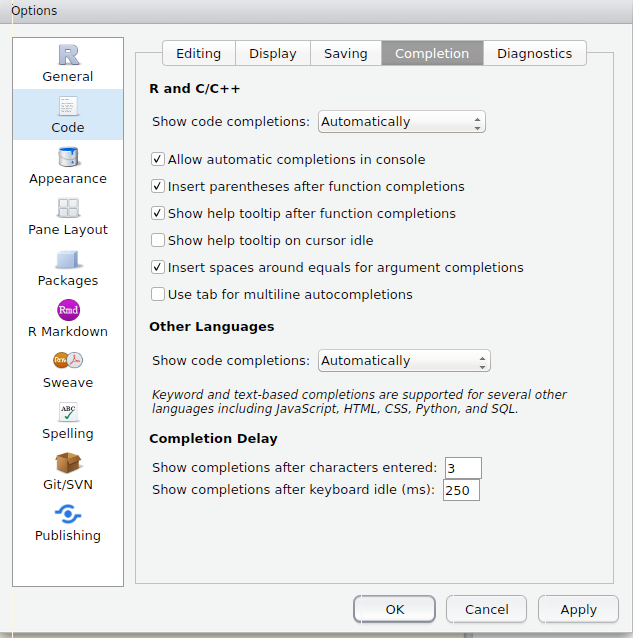 Options
General
Code
Appearance
Pane Layout
Packages
Rmd
R Markdown
Sweave
ABC
Spelling
Git/SVN
Publishing
Editing Display Saving Completion Diagnostics
R and C/C++
Show code completions: Automatically
Allow automatic completions in console
Insert parentheses after function completions
Show help tooltip after function completions
Show help tooltip on cursor idle
Insert spaces around equals for argument completions
Use tab for multiline autocompletions
Other Languages
Show code completions: Automatically
Keyword and text-based completions are supported for several other
languages including JavaScript, HTML, CSS, Python, and SQL.
Completion Delay
Show completions after characters entered: 3
Show completions after keyboard idle (ms): 250
OK Cancel Apply